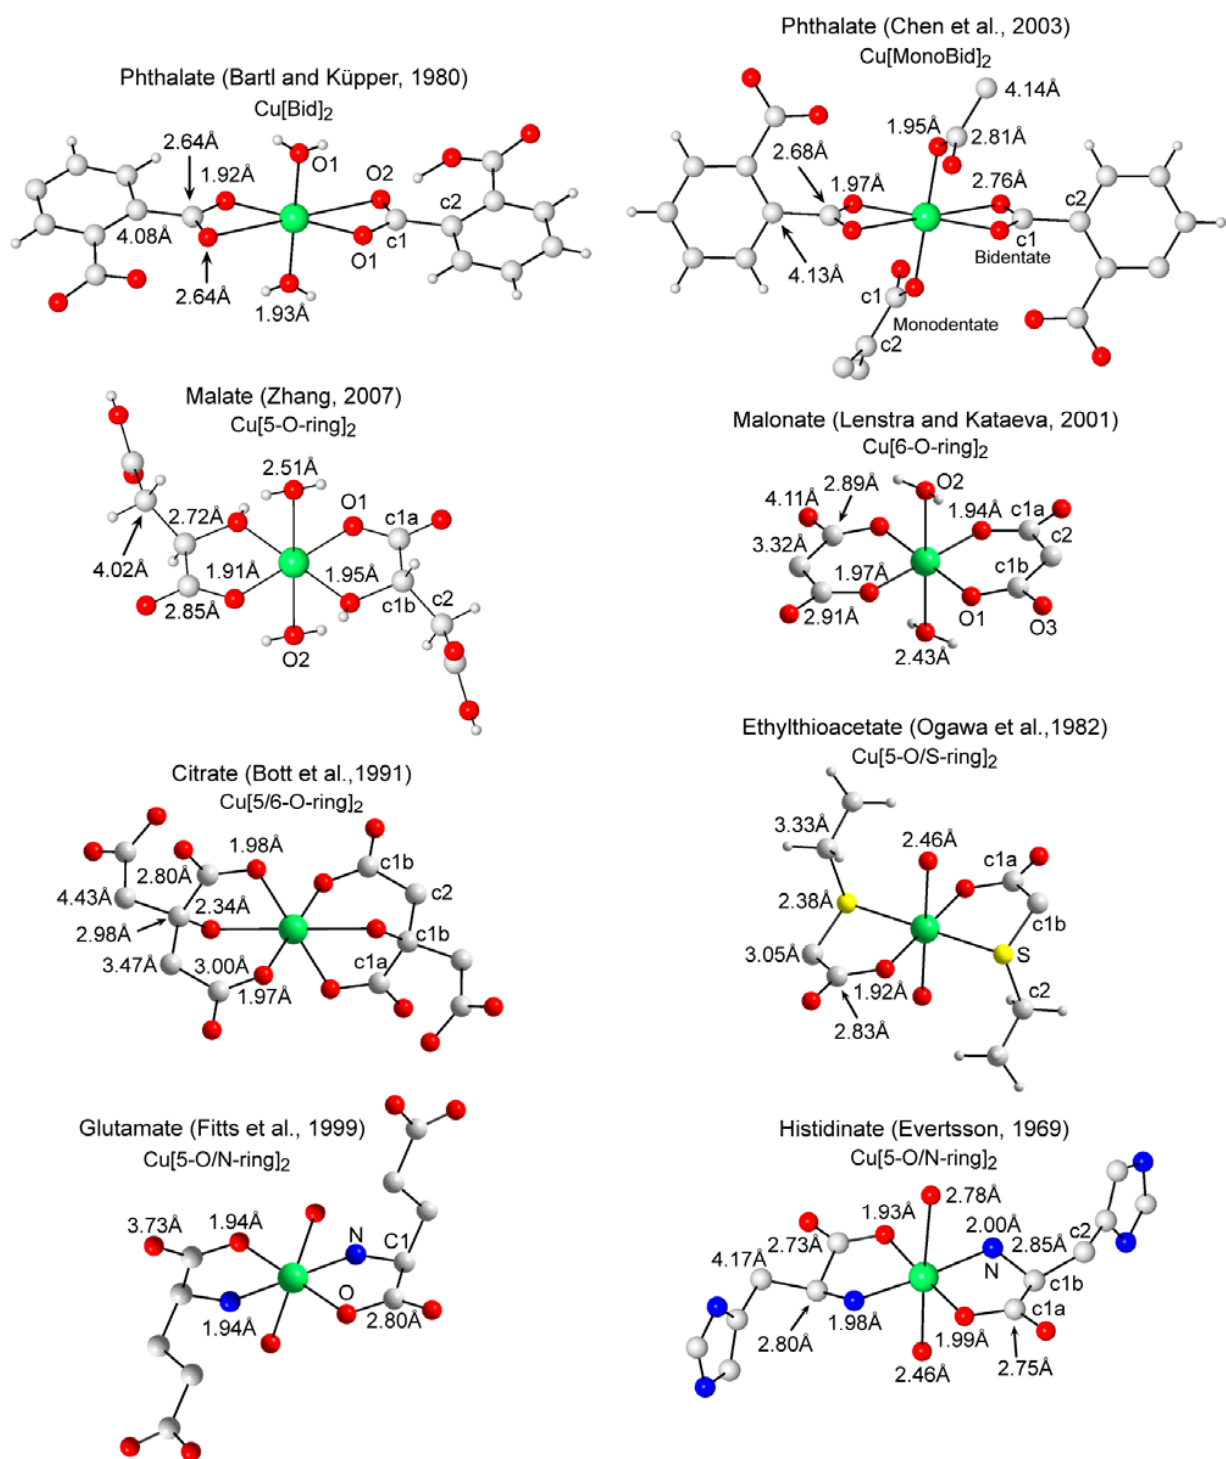 Phthalate (Bartl and Küpper, 1980)
Cu[Bid]2
2.64Å
1.92Å
O1
O2
c2
c1
4.08Å
O1
2.64Å
1.93Å
Phthalate (Chen et al., 2003)
Cu[MonoBid]2
4.14Å
1.95Å
2.81Å
2.68Å
1.97Å
2.76Å
c2
c1
Bidentate
4.13Å
c1
Monodentate
c2
Malate (Zhang, 2007)
Cu[5-O-ring]2
2.51Å
O1
2.72Å
c1a
4.02Å
1.91Å
1.95Å
2.85Å
c1b
c2
O2
Malonate (Lenstra and Kataeva, 2001)
Cu[6-O-ring]2
2.89Å
O2
4.11Å
1.94Å
c1a
3.32Å
c2
1.97Å
c1b
2.91Å
O1
O3
2.43Å
Citrate (Bott et al.,1991)
Cu[5/6-O-ring]2
1.98Å
2.80Å
c1b
4.43Å
c2
2.34Å
2.98Å
c1b
3.47Å
3.00Å
c1a
1.97Å
Ethylthioacetate (Ogawa et al.,1982)
Cu[5-O/S-ring]2
3.33Å
2.46Å
c1a
2.38Å
c1b
3.05Å
S
1.92Å
c2
2.83Å
Glutamate (Fitts et al., 1999)
Cu[5-O/N-ring]2
3.73Å
1.94Å
N
C1
O
1.94Å
2.80Å
Histidinate (Evertsson, 1969)
Cu[5-O/N-ring]2
2.78Å
1.93Å
2.00Å
c2
2.73Å
2.85Å
4.17Å
N
c1b
c1a
1.98Å
1.99Å
2.80Å
2.75Å
2.46Å